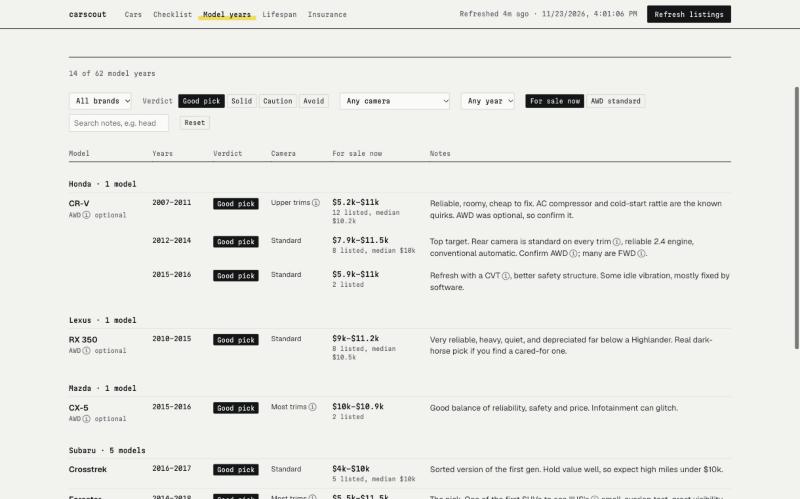 carscout Cars Checklist Model years Lifespan Insurance Refreshed 4m ago · 11/23/2026, 4:01:06 PM Refresh listings
14 of 62 model years
All brands Verdict Good pick Solid Caution Avoid Any camera Any year For sale now AWD standard
Search notes, e.g. head Reset
Model Years Verdict Camera For sale now Notes
Honda · 1 model
CR-V 2007–2011 Good pick Upper trims ⓘ $5.2k–$11k Reliable, roomy, cheap to fix. AC compressor and cold-start rattle are the known
AWD ⓘ optional 12 listed, median quirks. AWD was optional, so confirm it.
$10.2k
2012–2014 Good pick Standard $7.9k–$11.5k Top target. Rear camera is standard on every trim ⓘ, reliable 2.4 engine,
8 listed, median $10k conventional automatic. Confirm AWD ⓘ; many are FWD ⓘ.
2015–2016 Good pick Standard $5.9k–$11k Refresh with a CVT ⓘ, better safety structure. Some idle vibration, mostly fixed by
2 listed software.
Lexus · 1 model
RX 350 2010–2015 Good pick Standard $9k–$11.2k Very reliable, heavy, quiet, and depreciated far below a Highlander. Real dark-
AWD ⓘ optional 8 listed, median horse pick if you find a cared-for one.
$10.5k
Mazda · 1 model
CX-5 2015–2016 Good pick Most trims ⓘ $10k–$10.9k Good balance of reliability, safety and price. Infotainment can glitch.
AWD ⓘ optional 2 listed
Subaru · 5 models
Crosstrek 2016–2017 Good pick Standard $4k–$10k Sorted version of the first gen. Hold value well, so expect high miles under $10k.
5 listed, median $10k